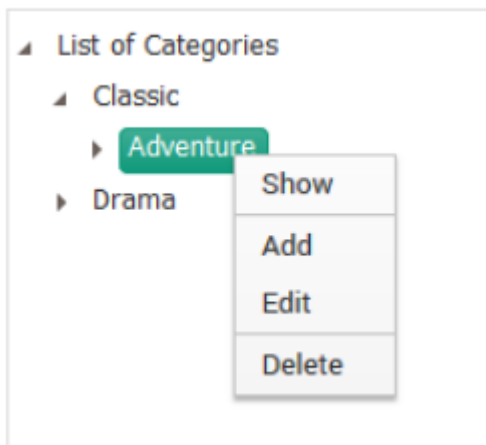 List of Categories
Classic
Adventure
Drama
Show
Add
Edit
Delete